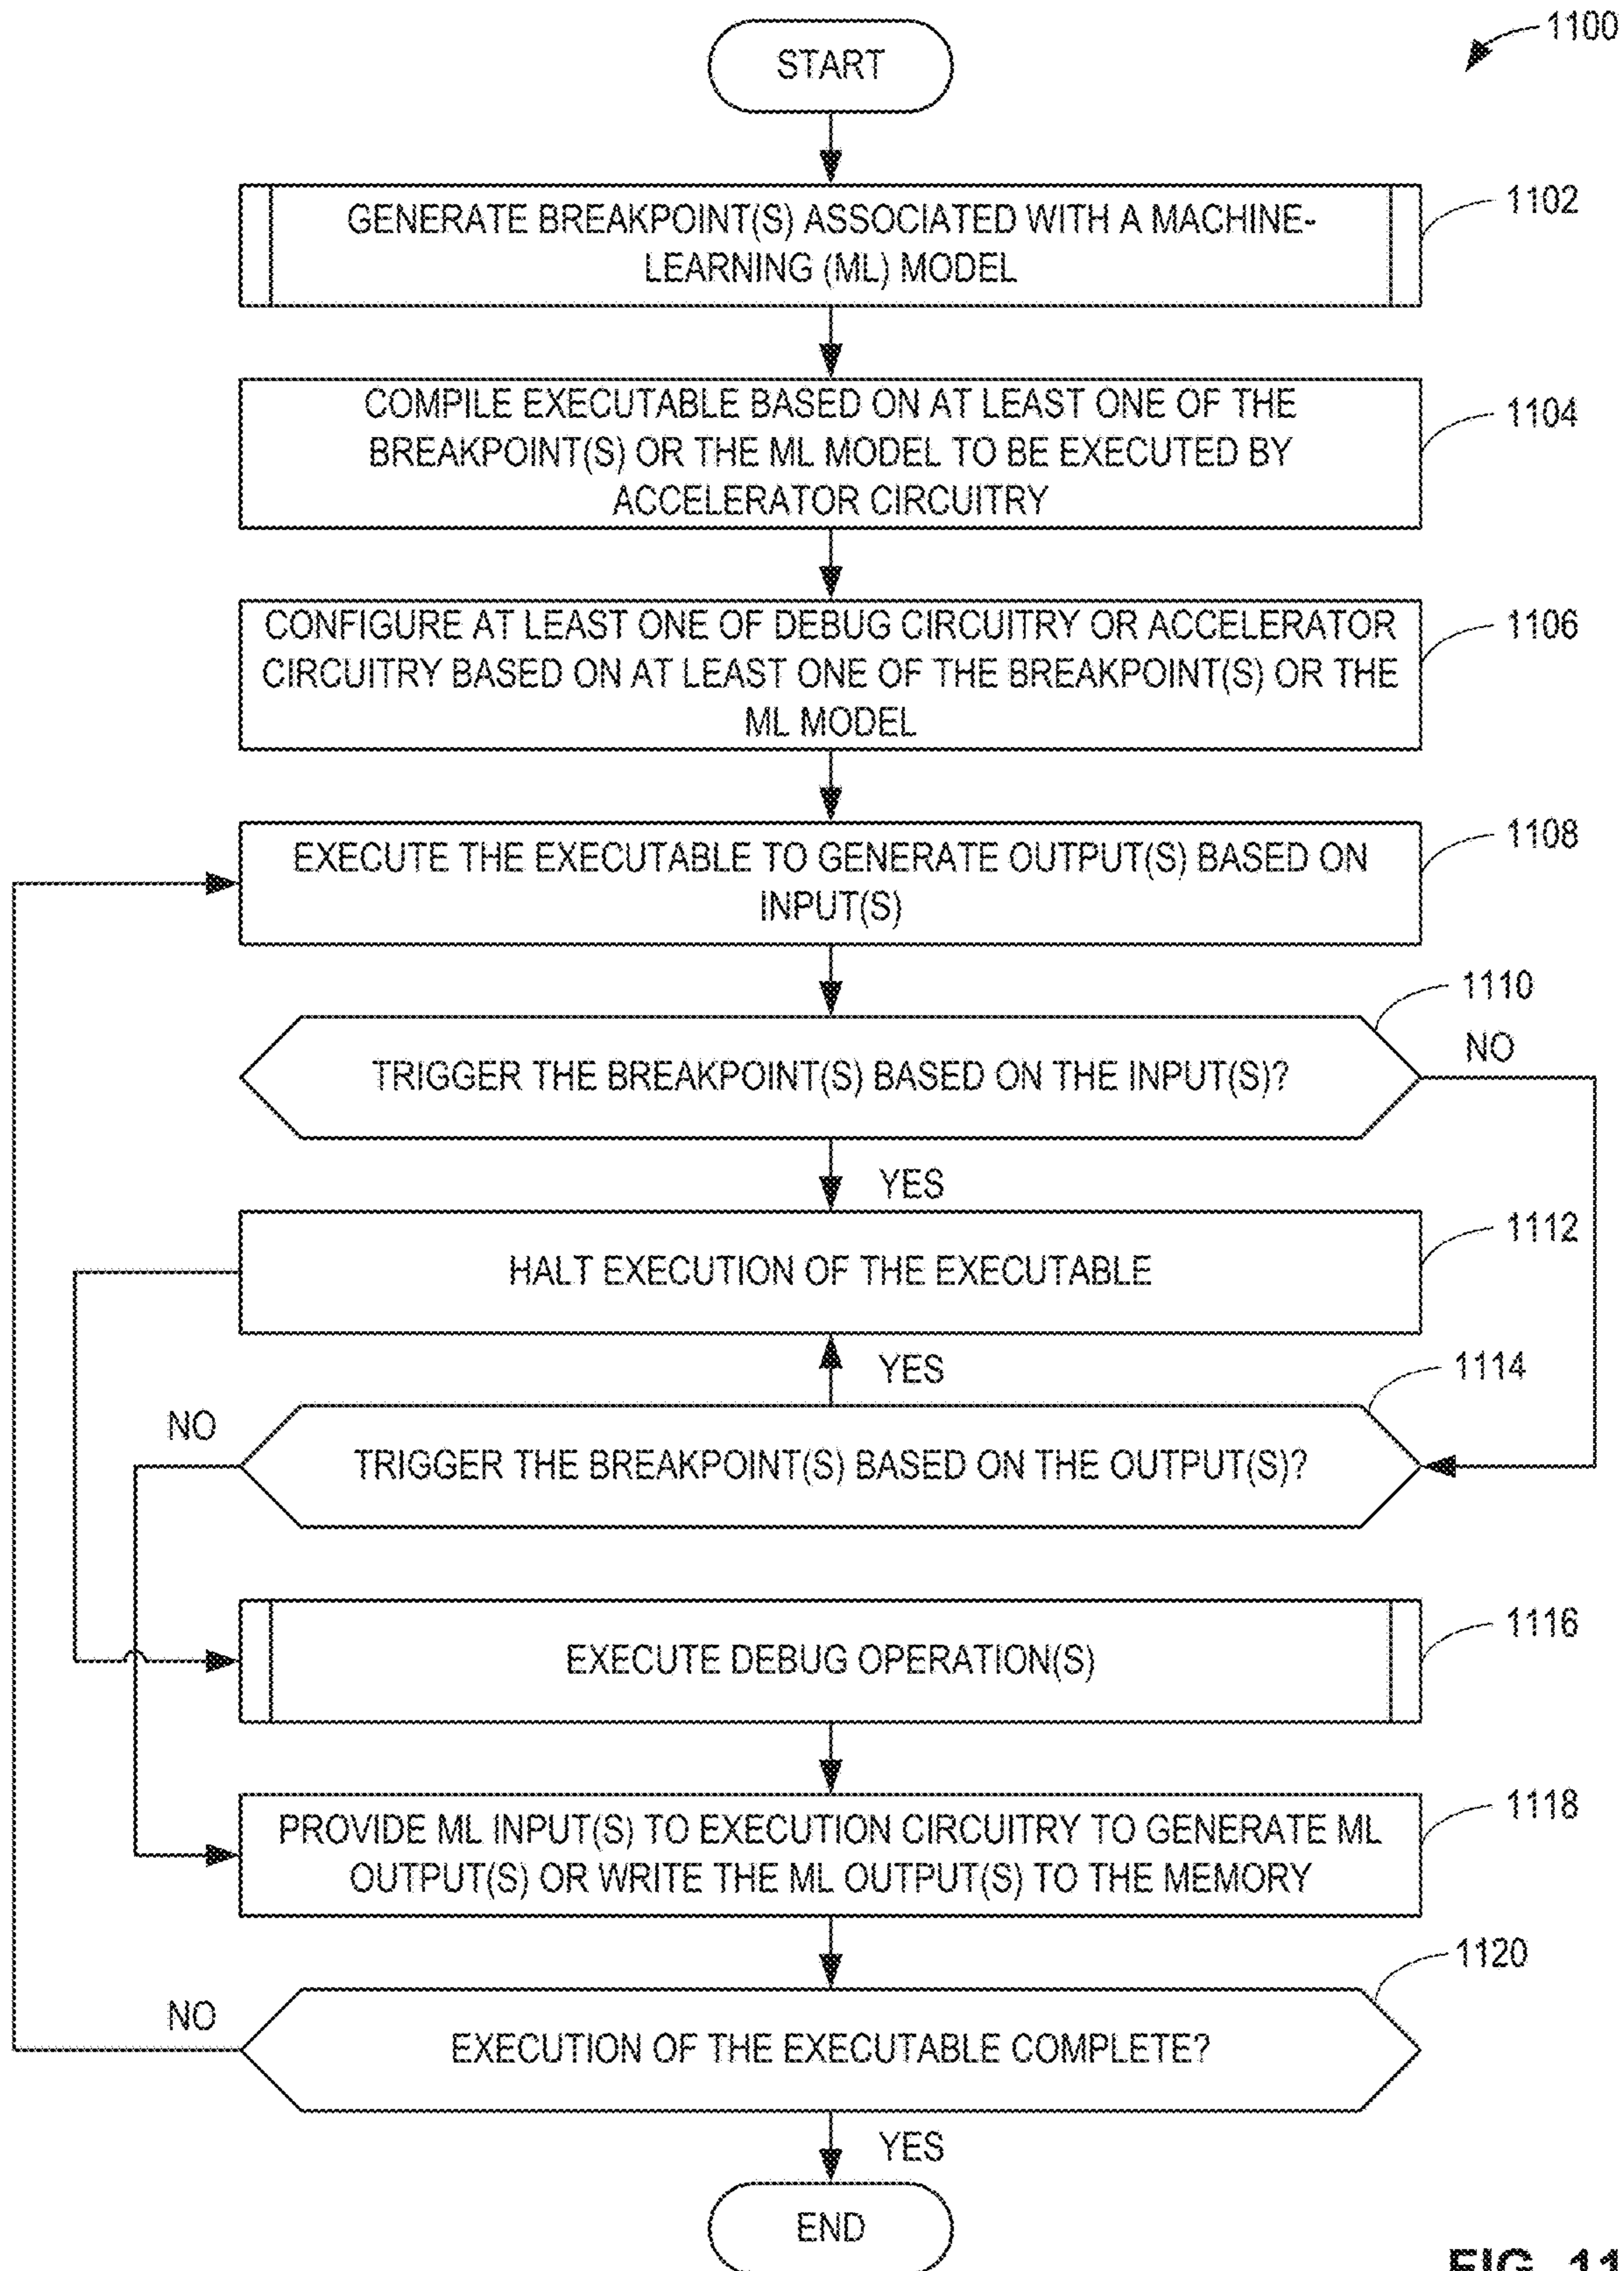 1100
START
GENERATE BREAKPOINT(S) ASSOCIATED WITH A MACHINE-
LEARNING (ML) MODEL
1102
COMPILE EXECUTABLE BASED ON AT LEAST ONE OF THE
BREAKPOINT(S) OR THE ML MODEL TO BE EXECUTED BY
ACCELERATOR CIRCUITRY
1104
CONFIGURE AT LEAST ONE OF DEBUG CIRCUITRY OR ACCELERATOR
CIRCUITRY BASED ON AT LEAST ONE OF THE BREAKPOINT(S) OR THE
ML MODEL
1106
EXECUTE THE EXECUTABLE TO GENERATE OUTPUT(S) BASED ON
INPUT(S)
1108
TRIGGER THE BREAKPOINT(S) BASED ON THE INPUT(S)?
1110
NO
YES
HALT EXECUTION OF THE EXECUTABLE
1112
YES
1114
NO
TRIGGER THE BREAKPOINT(S) BASED ON THE OUTPUT(S)?
EXECUTE DEBUG OPERATION(S)
1116
PROVIDE ML INPUT(S) TO EXECUTION CIRCUITRY TO GENERATE ML
OUTPUT(S) OR WRITE THE ML OUTPUT(S) TO THE MEMORY
1118
1120
NO
EXECUTION OF THE EXECUTABLE COMPLETE?
YES
END
FIG. 11